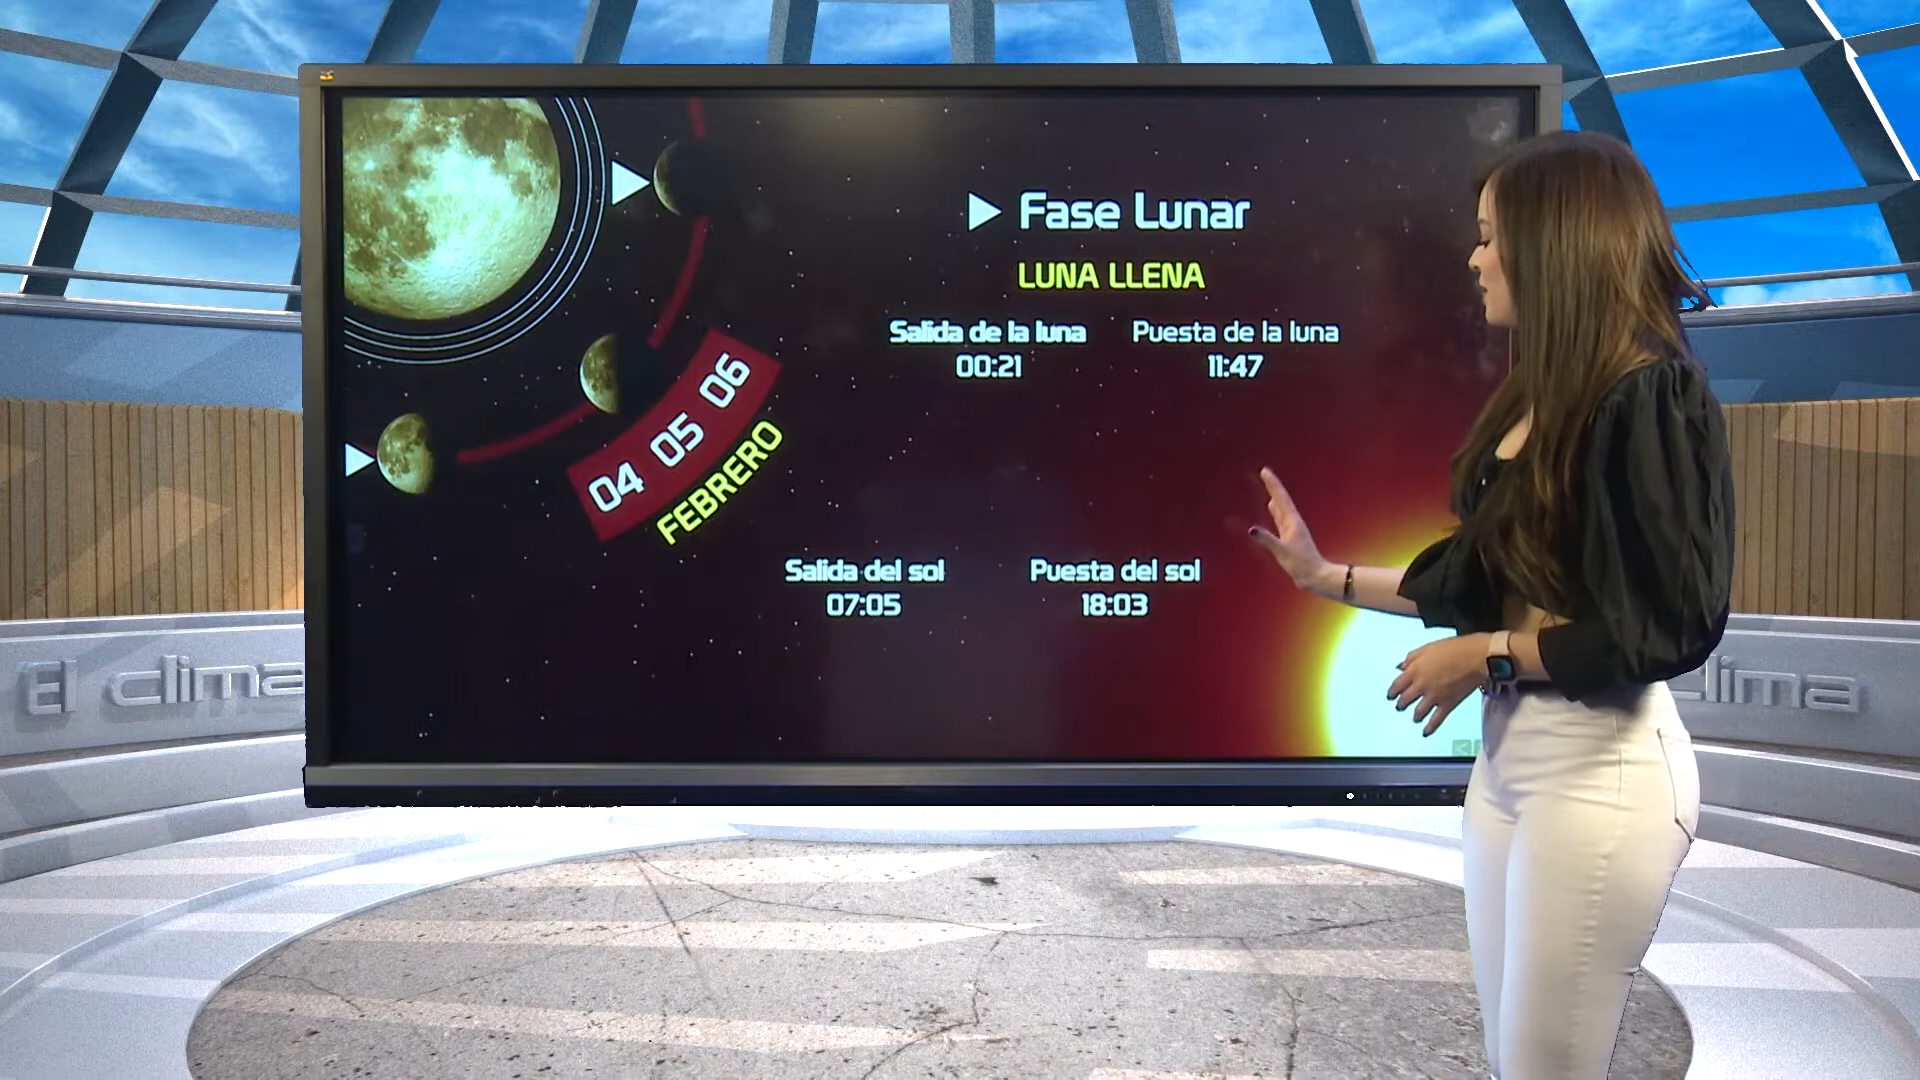 Fase Lunar
LUNA LLENA
Salida de la luna
00:21
Puesta de la luna
11:47
04 05 06
FEBRERO
Salida del sol
07:05
Puesta del sol
18:03
El clima
clima